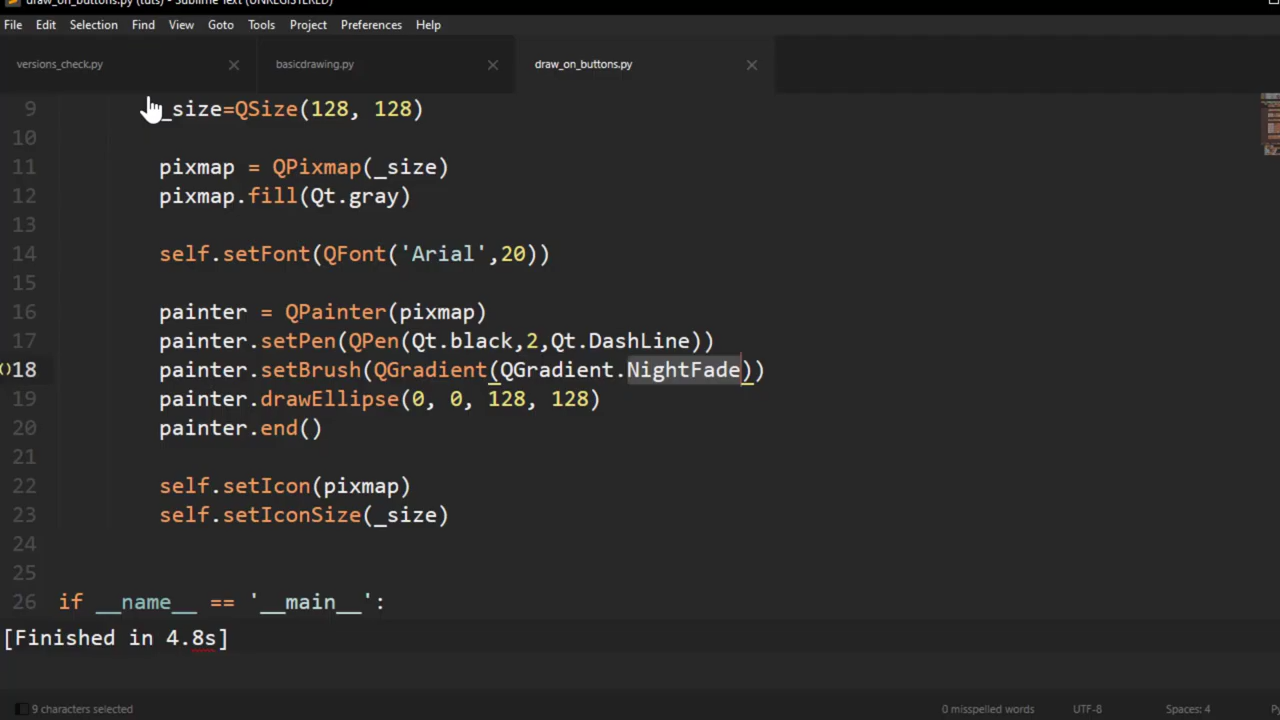 draw_on_buttons.py (tuts) - Sublime Text (UNREGISTERED)
File Edit Selection Find View Goto Tools Project Preferences Help
versions_check.py basicdrawing.py draw_on_buttons.py
9 _size=QSize(128, 128)
10
11 pixmap = QPixmap(_size)
12 pixmap.fill(Qt.gray)
13
14 self.setFont(QFont('Arial',20))
15
16 painter = QPainter(pixmap)
17 painter.setPen(QPen(Qt.black,2,Qt.DashLine))
18 painter.setBrush(QGradient(QGradient.NightFade))
19 painter.drawEllipse(0, 0, 128, 128)
20 painter.end()
21
22 self.setIcon(pixmap)
23 self.setIconSize(_size)
24
25
26 if __name__ == '__main__':
[Finished in 4.8s]
9 characters selected 0 misspelled words UTF-8 Spaces: 4